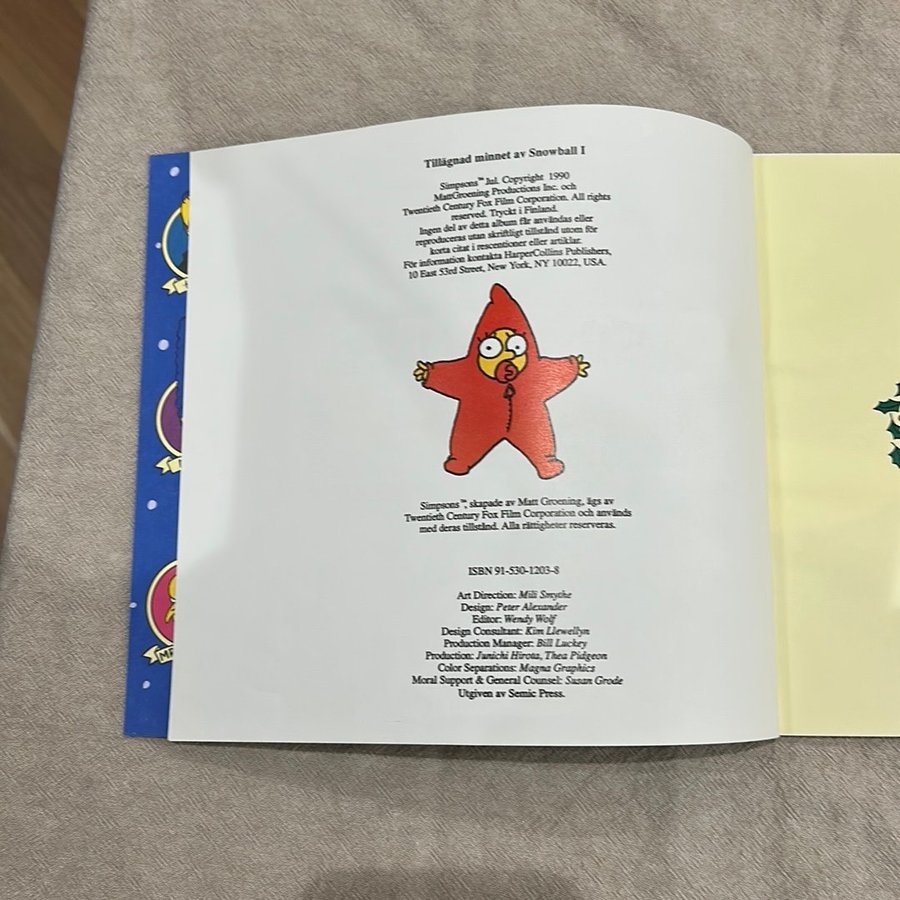 Tillägnad minnet av Snowball I
Simpsons™ Jul. Copyright 1990
MattGroening Productions Inc. och
Twentieth Century Fox Film Corporation. All rights
reserved. Tryckt i Finland.
Ingen del av detta album får användas eller
reproduceras utan skriftligt tillstånd utom för
korta citat i rescentioner eller artiklar.
För information kontakta HarperCollins Publishers,
10 East 53rd Street, New York, NY 10022, USA.
Simpsons™, skapade av Matt Groening, ägs av
Twentieth Century Fox Film Corporation och används
med deras tillstånd. Alla rättigheter reserveras.
ISBN 91-530-1203-8
Art Direction: Mili Smythe
Design: Peter Alexander
Editor: Wendy Wolf
Design Consultant: Kim Llewellyn
Production Manager: Bill Luckey
Production: Junichi Hirota, Thea Pidgeon
Color Separations: Magna Graphics
Moral Support & General Counsel: Susan Grode
Utgiven av Semic Press.